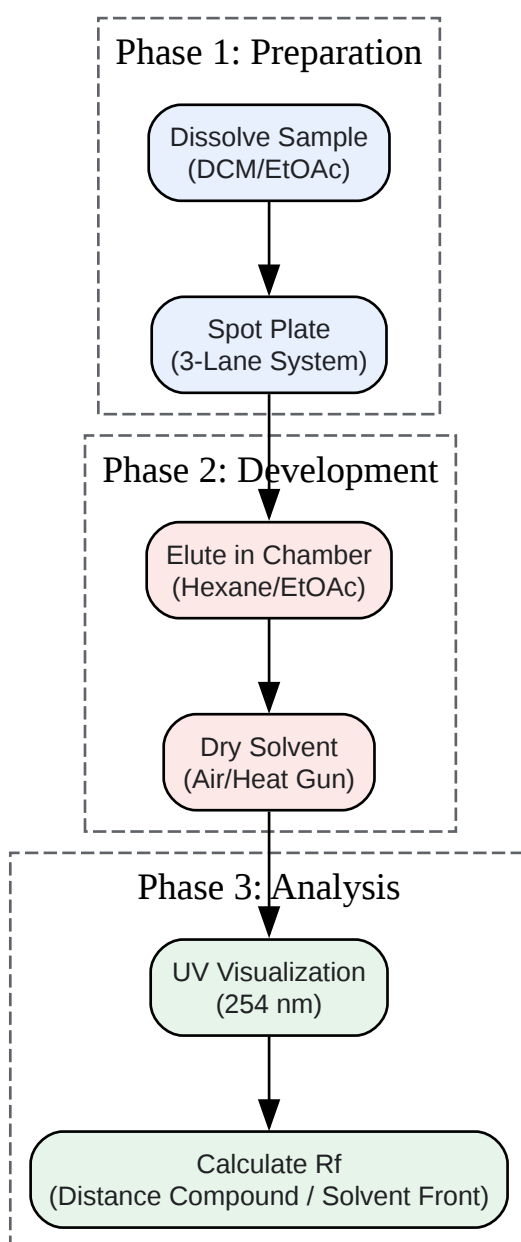 Phase 1: Preparation
Dissolve Sample
(DCM/EtOAc)
Spot Plate
(3-Lane System)
Phase 2: Development
Elute in Chamber
(Hexane/EtOAc)
Dry Solvent
(Air/Heat Gun)
Phase 3: Analysis
UV Visualization
(254 nm)
Calculate Rf
(Distance Compound / Solvent Front)